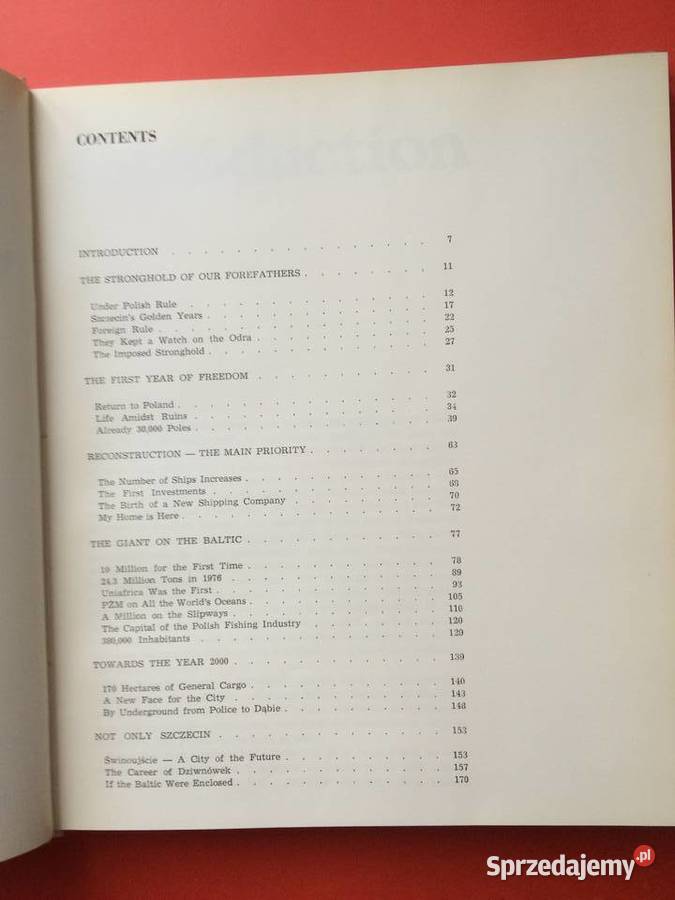 CONTENTS
INTRODUCTION . . . . . . . . . . . . . . . . 7
THE STRONGHOLD OF OUR FOREFATHERS . . . . . . . 11
Under Polish Rule . . . . . . . . . . . . . . 12
Szczecin's Golden Years . . . . . . . . . . . . . 17
Foreign Rule . . . . . . . . . . . . . . . 22
They Kept a Watch on the Odra . . . . . . . . . . . 25
The Imposed Stronghold . . . . . . . . . . . . . 27
THE FIRST YEAR OF FREEDOM . . . . . . . . . . 31
Return to Poland . . . . . . . . . . . . . . 32
Life Amidst Ruins . . . . . . . . . . . . . . 34
Already 30,000 Poles . . . . . . . . . . . . . 39
RECONSTRUCTION — THE MAIN PRIORITY . . . . . . . 63
The Number of Ships Increases . . . . . . . . . . . 65
The First Investments . . . . . . . . . . . . . 68
The Birth of a New Shipping Company . . . . . . . . . 70
My Home is Here . . . . . . . . . . . . . . 72
THE GIANT ON THE BALTIC . . . . . . . . . . 77
10 Million for the First Time . . . . . . . . . . . 78
24.3 Million Tons in 1976 . . . . . . . . . . . . 89
Uniafrica Was the First . . . . . . . . . . . . . 93
PŻM on All the World's Oceans . . . . . . . . . . . 105
A Million on the Slipways . . . . . . . . . . . . 110
The Capital of the Polish Fishing Industry . . . . . . . . 120
380,000 Inhabitants . . . . . . . . . . . . . 129
TOWARDS THE YEAR 2000 . . . . . . . . . . . 139
170 Hectares of General Cargo . . . . . . . . . . . 140
A New Face for the City . . . . . . . . . . . . 143
By Underground from Police to Dąbie . . . . . . . . . 148
NOT ONLY SZCZECIN . . . . . . . . . . . . 153
Świnoujście — A City of the Future . . . . . . . . . 153
The Career of Dziwnówek . . . . . . . . . . . . 157
If the Baltic Were Enclosed . . . . . . . . . . . 170
Sprzedajemy.pl